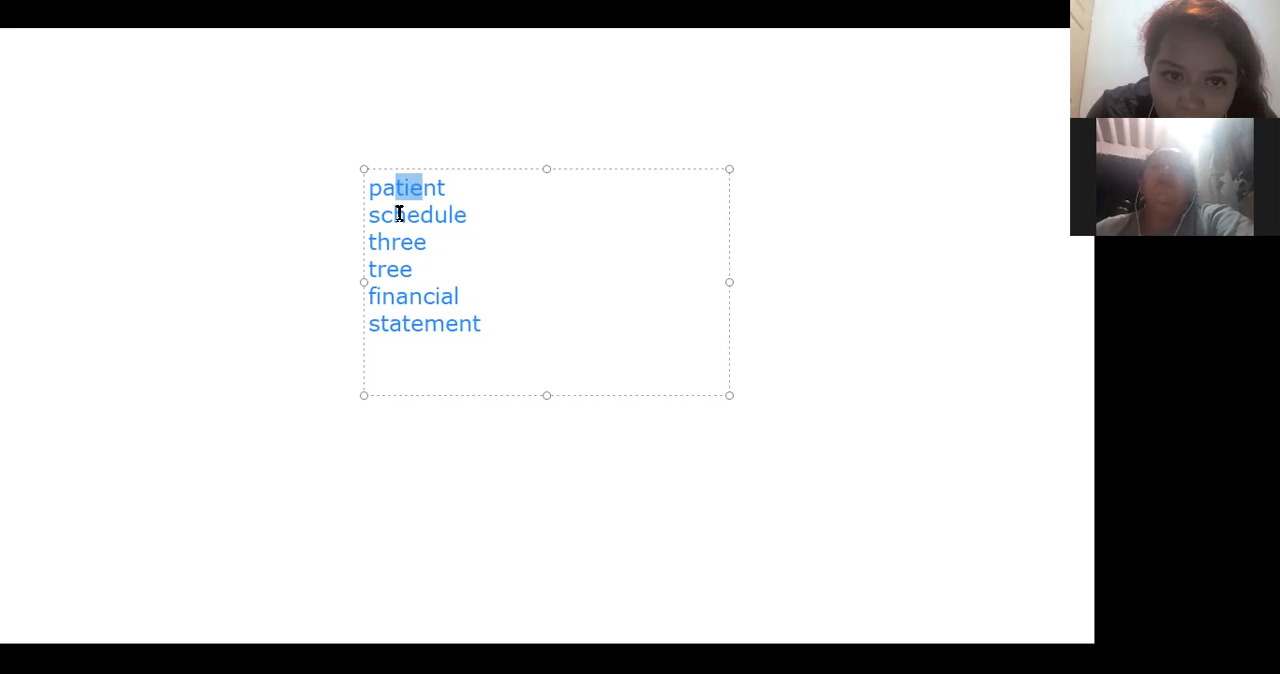 patient
schedule
three
tree
financial
statement